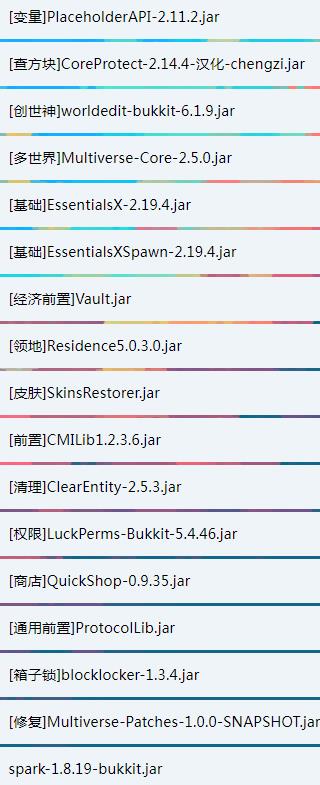 [变量]PlaceholderAPI-2.11.2.jar
[查方块]CoreProtect-2.14.4-汉化-chengzi.jar
[创世神]worldedit-bukkit-6.1.9.jar
[多世界]Multiverse-Core-2.5.0.jar
[基础]EssentialsX-2.19.4.jar
[基础]EssentialsXSpawn-2.19.4.jar
[经济前置]Vault.jar
[领地]Residence5.0.3.0.jar
[皮肤]SkinsRestorer.jar
[前置]CMILib1.2.3.6.jar
[清理]ClearEntity-2.5.3.jar
[权限]LuckPerms-Bukkit-5.4.46.jar
[商店]QuickShop-0.9.35.jar
[通用前置]ProtocolLib.jar
[箱子锁]blocklocker-1.3.4.jar
[修复]Multiverse-Patches-1.0.0-SNAPSHOT.jar
spark-1.8.19-bukkit.jar